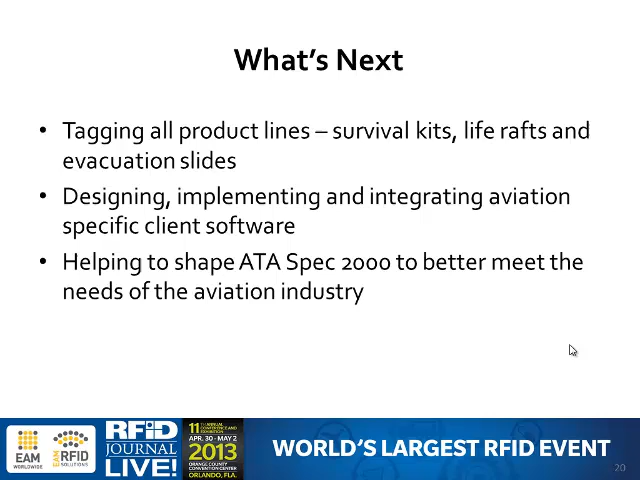 What's Next
• Tagging all product lines – survival kits, life rafts and
evacuation slides
• Designing, implementing and integrating aviation
specific client software
• Helping to shape ATA Spec 2000 to better meet the
needs of the aviation industry
EAM
WORLDWIDE
EAM RFID
SOLUTIONS
RFID
JOURNAL
LIVE!
11TH ANNUAL
CONFERENCE AND
EXHIBITION
APR. 30 - MAY 2
2013
ORANGE COUNTY
CONVENTION CENTER
ORLANDO, FLA.
WORLD'S LARGEST RFID EVENT
20